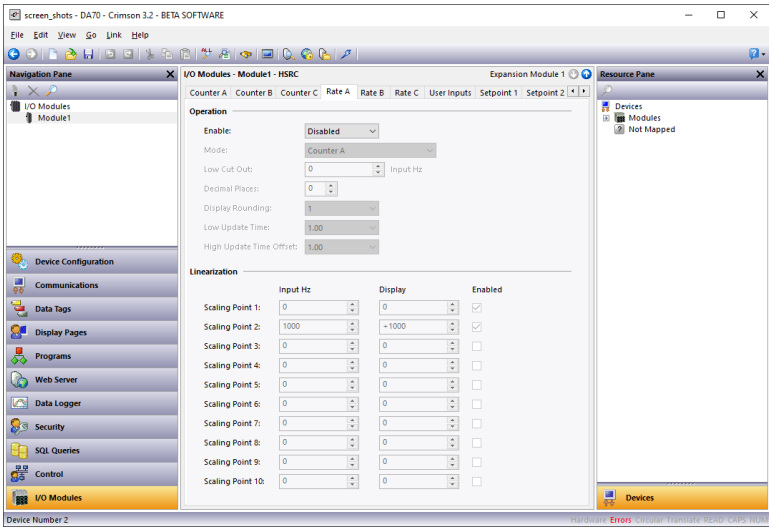 screen_shots - DA70 - Crimson 3.2 - BETA SOFTWARE
File Edit View Go Link Help
Navigation Pane
I/O Modules
Module1
Device Configuration
Communications
Data Tags
Display Pages
Programs
Web Server
Data Logger
Security
SQL Queries
Control
I/O Modules
I/O Modules - Module1 - HSRC Expansion Module 1
Counter A Counter B Counter C Rate A Rate B Rate C User Inputs Setpoint 1 Setpoint 2
Operation
Enable: Disabled
Mode: Counter A
Low Cut Out: 0 Input Hz
Decimal Places: 0
Display Rounding: 1
Low Update Time: 1.00
High Update Time Offset: 1.00
Linearization
Input Hz Display Enabled
Scaling Point 1: 0 0
Scaling Point 2: 1000 +1000
Scaling Point 3: 0 0
Scaling Point 4: 0 0
Scaling Point 5: 0 0
Scaling Point 6: 0 0
Scaling Point 7: 0 0
Scaling Point 8: 0 0
Scaling Point 9: 0 0
Scaling Point 10: 0 0
Resource Pane
Devices
Modules
Not Mapped
Devices
Device Number 2 Hardware Errors Circular Translate READ CAPS NUM